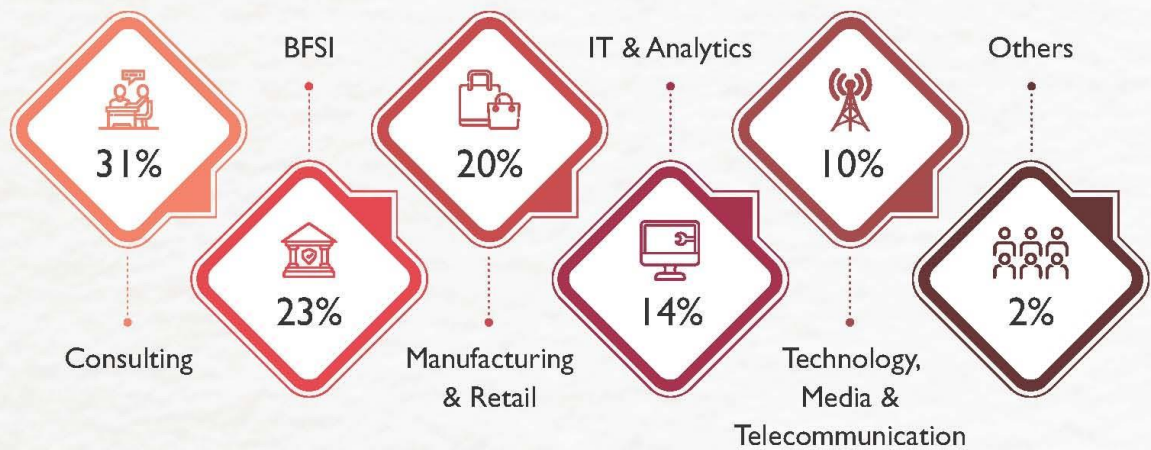 BFSI
IT & Analytics
Others
31%
20%
10%
23%
14%
2%
Consulting
Manufacturing
& Retail
Technology,
Media &
Telecommunication